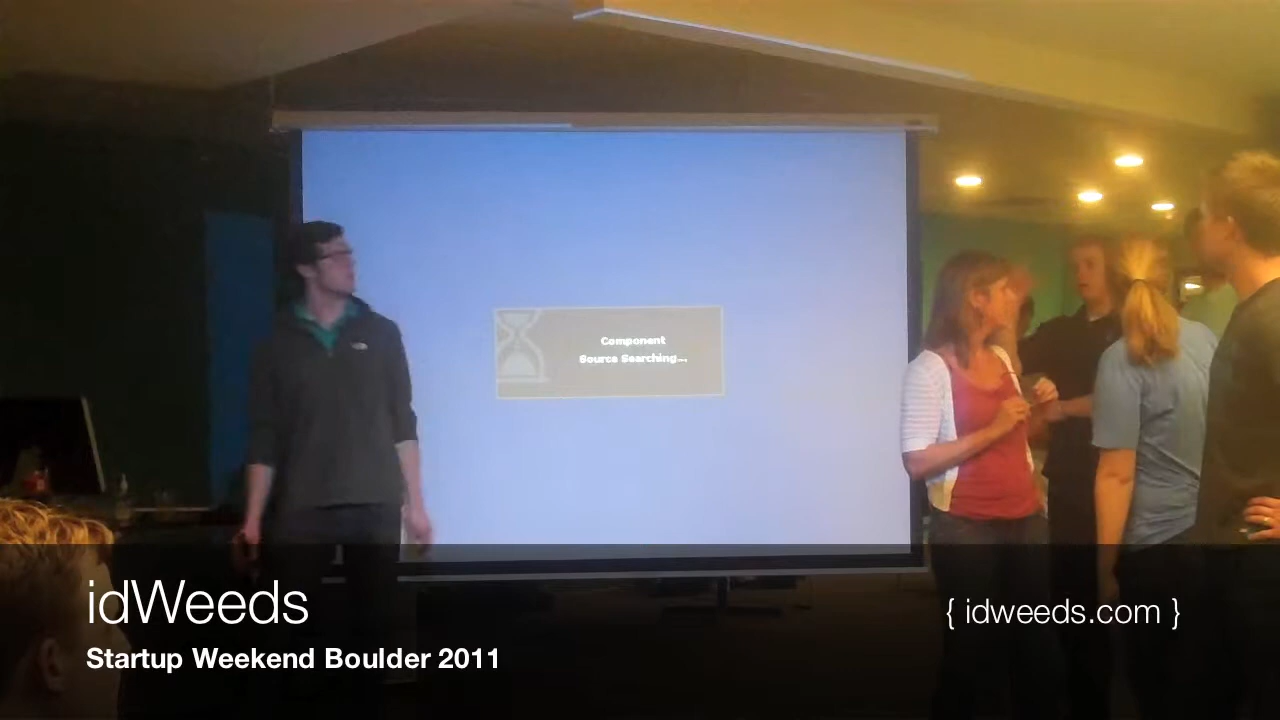 Component
Source Searching...
idWeeds
{ idweeds.com }
Startup Weekend Boulder 2011